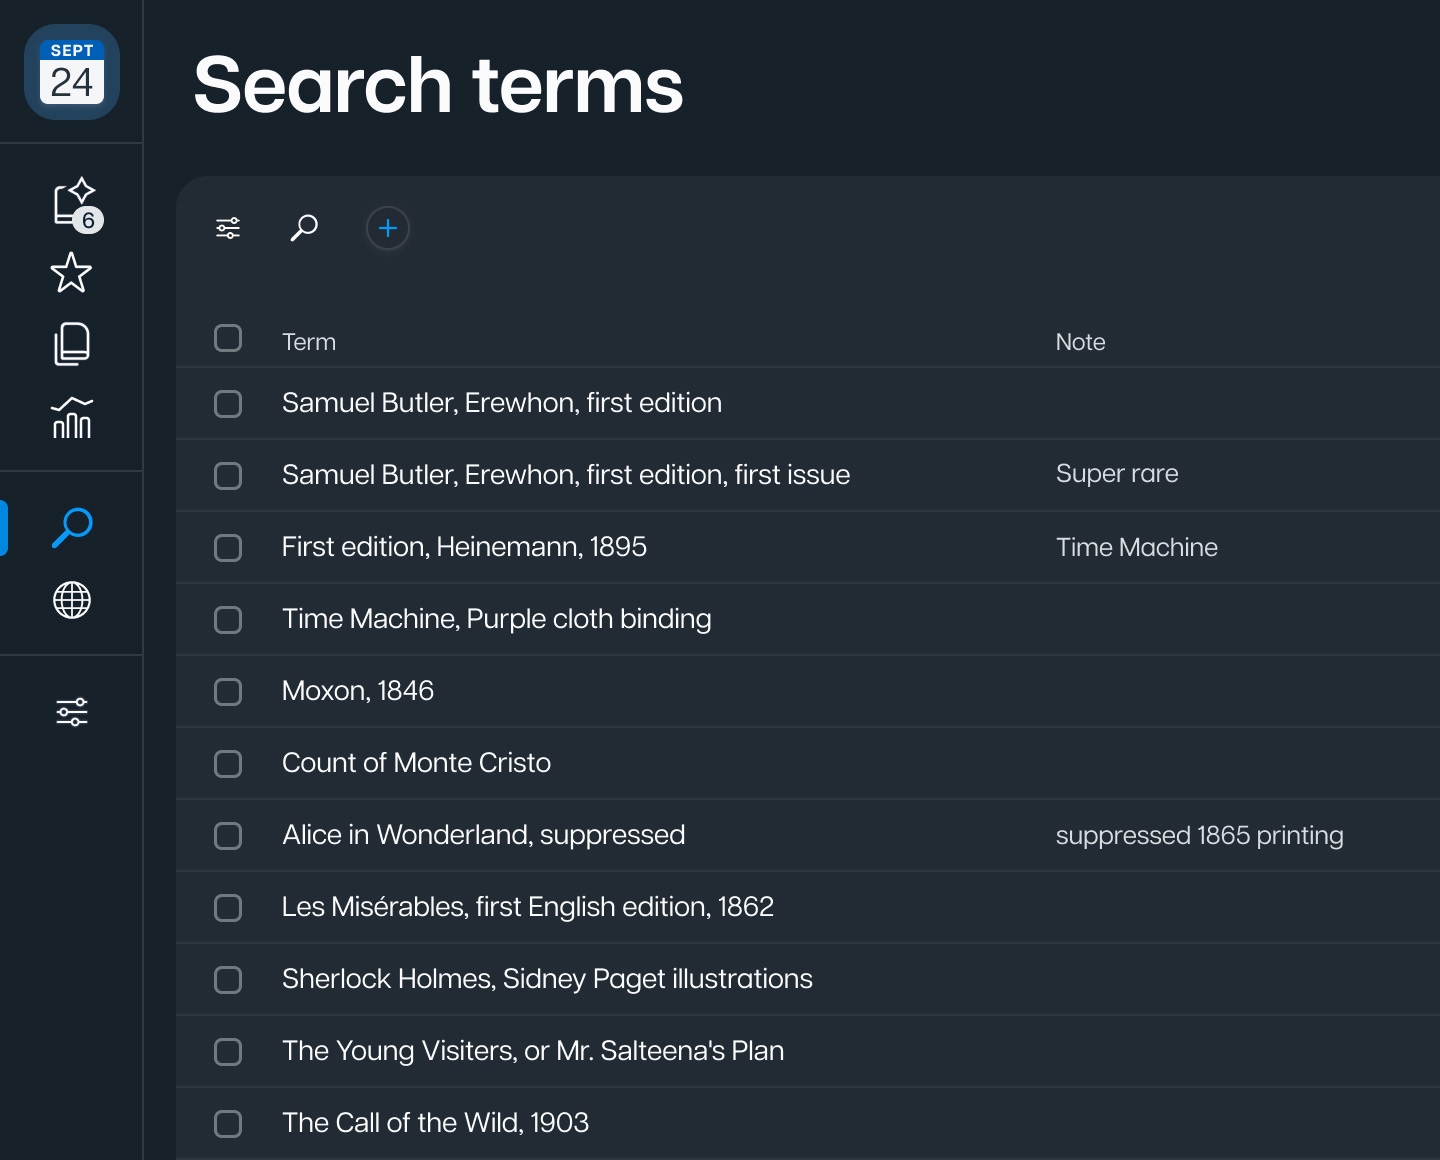 SEPT
24
Search terms
6
Term Note
Samuel Butler, Erewhon, first edition
Samuel Butler, Erewhon, first edition, first issue Super rare
First edition, Heinemann, 1895 Time Machine
Time Machine, Purple cloth binding
Moxon, 1846
Count of Monte Cristo
Alice in Wonderland, suppressed suppressed 1865 printing
Les Misérables, first English edition, 1862
Sherlock Holmes, Sidney Paget illustrations
The Young Visiters, or Mr. Salteena's Plan
The Call of the Wild, 1903